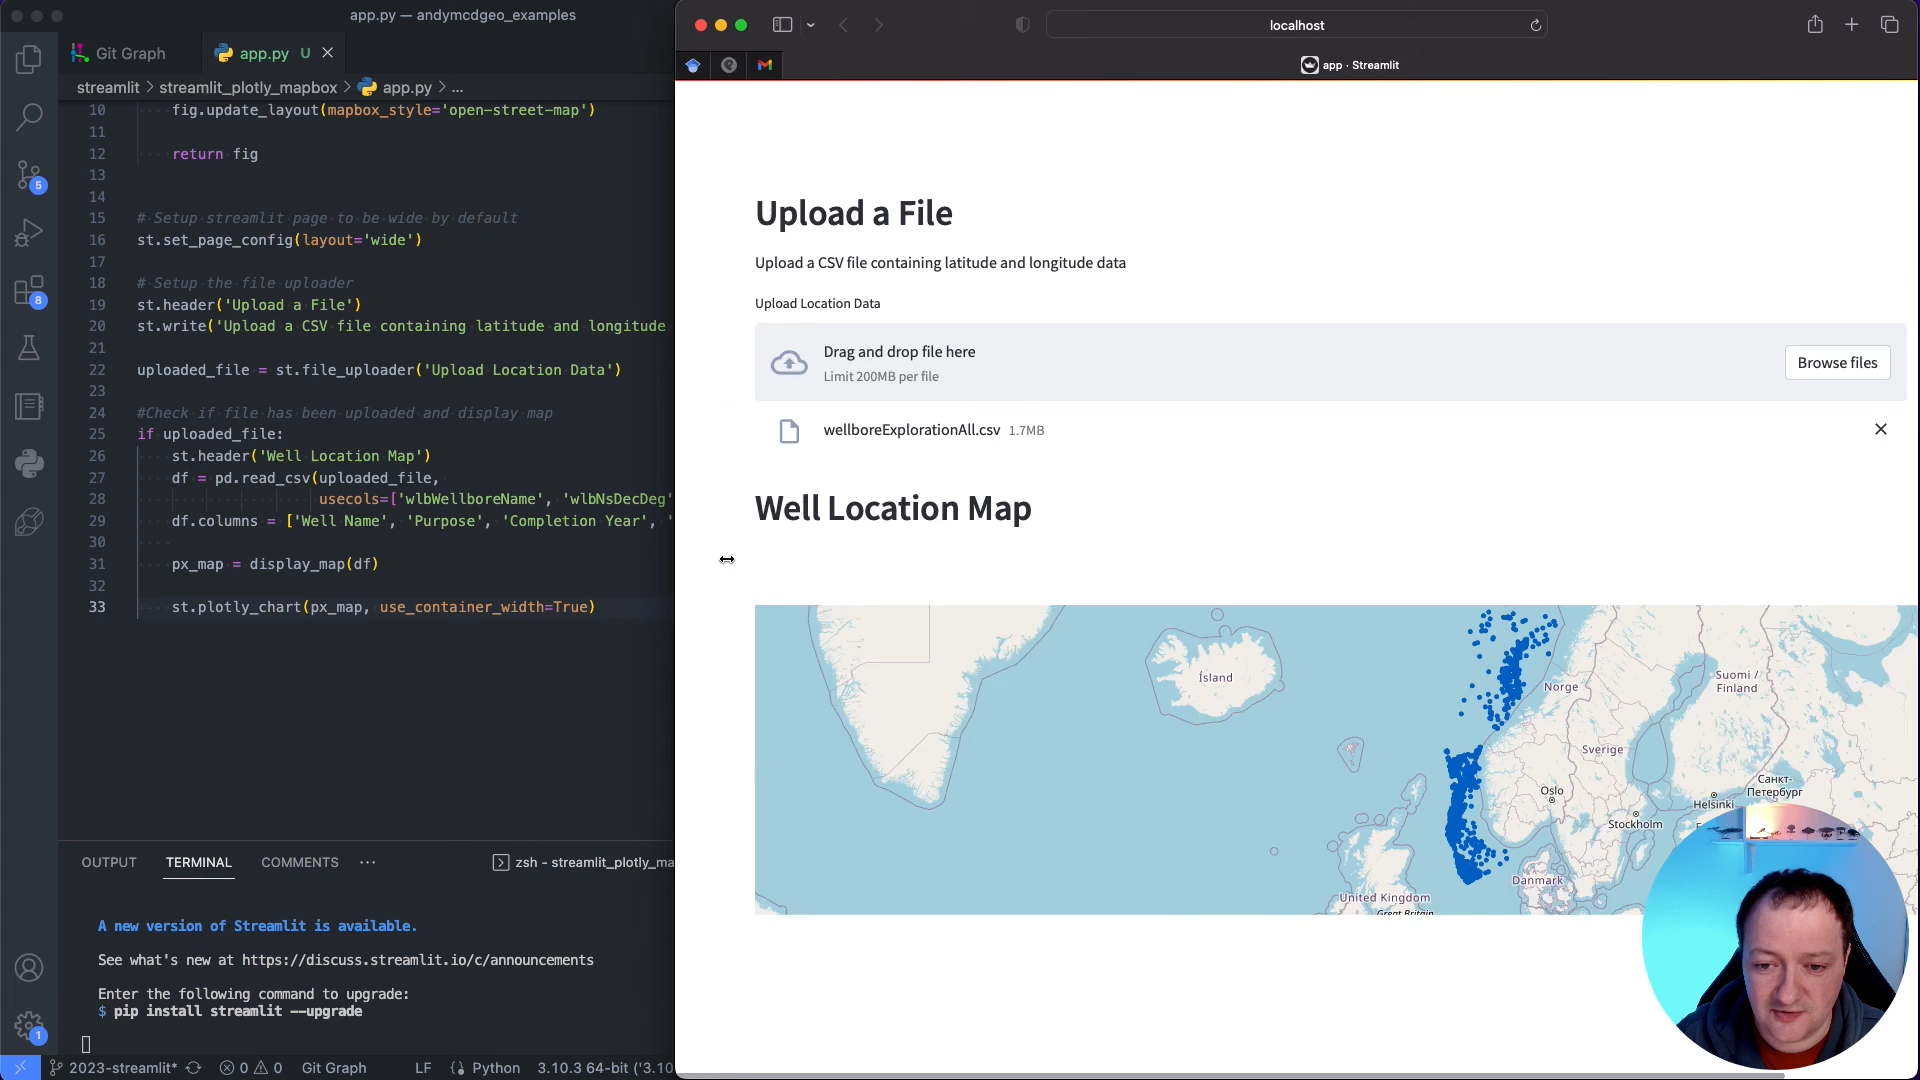 app.py — andymcdgeo_examples
Git Graph
app.py U
streamlit > streamlit_plotly_mapbox > app.py > ...
10 fig.update_layout(mapbox_style='open-street-map')
11
12 return fig
13
14
15 # Setup streamlit page to be wide by default
16 st.set_page_config(layout='wide')
17
18 # Setup the file uploader
19 st.header('Upload a File')
20 st.write('Upload a CSV file containing latitude and longitude
21
22 uploaded_file = st.file_uploader('Upload Location Data')
23
24 #Check if file has been uploaded and display map
25 if uploaded_file:
26 st.header('Well Location Map')
27 df = pd.read_csv(uploaded_file,
28 usecols=['wlbWellboreName', 'wlbNsDecDeg'
29 df.columns = ['Well Name', 'Purpose', 'Completion Year', '
30
31 px_map = display_map(df)
32
33 st.plotly_chart(px_map, use_container_width=True)
5
8
1
OUTPUT TERMINAL COMMENTS ···
zsh - streamlit_plotly_ma
A new version of Streamlit is available.
See what's new at https://discuss.streamlit.io/c/announcements
Enter the following command to upgrade:
$ pip install streamlit --upgrade
2023-streamlit* 0 0 Git Graph LF Python 3.10.3 64-bit ('3.10
localhost
app · Streamlit
Upload a File
Upload a CSV file containing latitude and longitude data
Upload Location Data
Drag and drop file here
Limit 200MB per file
Browse files
wellboreExplorationAll.csv 1.7MB
Well Location Map
Ísland
Norge
Suomi /
Finland
Sverige
Санкт-
Петербург
Oslo
Helsinki
Stockholm
Danmark
United Kingdom
Great Britain